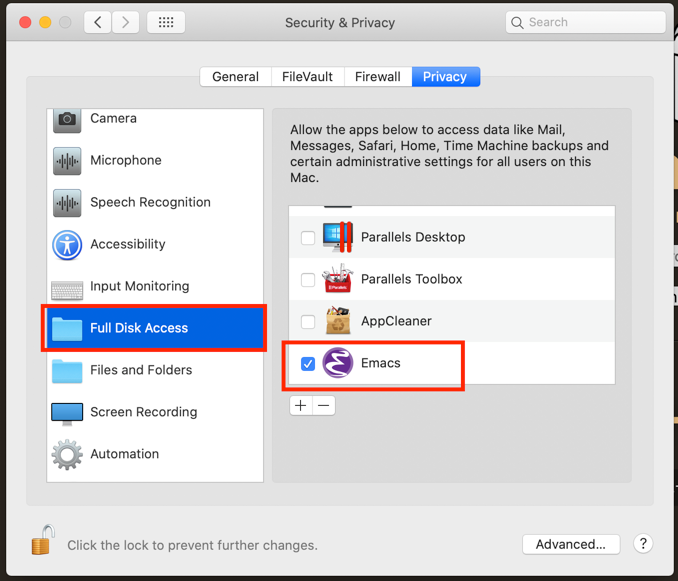 Security & Privacy
Search
General
FileVault
Firewall
Privacy
Camera
Microphone
Speech Recognition
Accessibility
Input Monitoring
Full Disk Access
Files and Folders
Screen Recording
Automation
Allow the apps below to access data like Mail,
Messages, Safari, Home, Time Machine backups and
certain administrative settings for all users on this
Mac.
Parallels Desktop
Parallels Toolbox
AppCleaner
Emacs
Click the lock to prevent further changes.
Advanced...
?